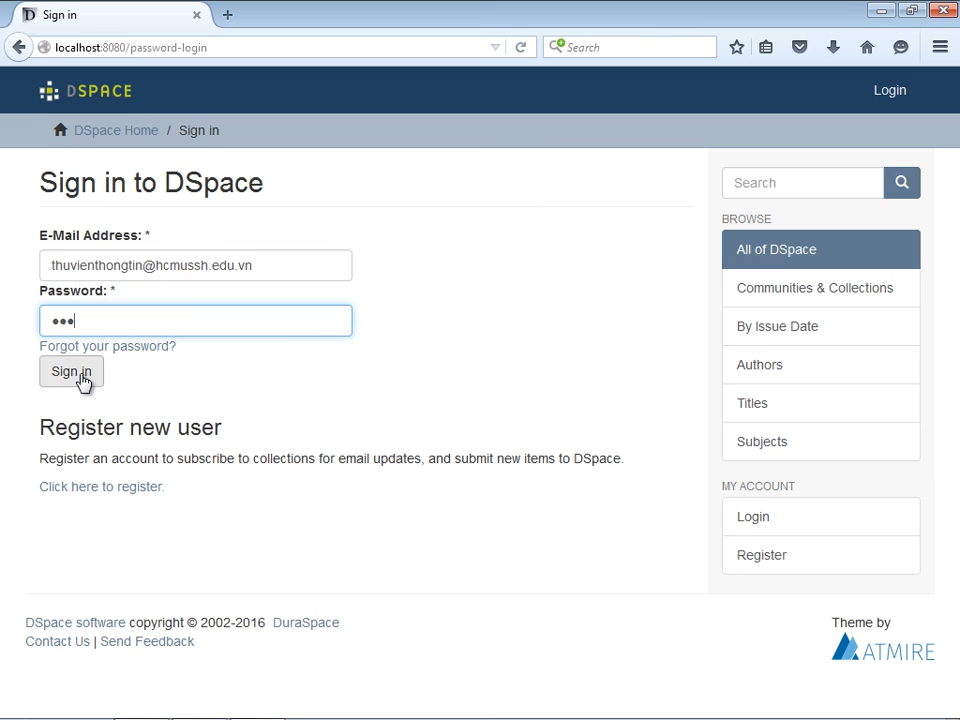 Sign in
localhost:8080/password-login
Search
DSPACE
Login
DSpace Home / Sign in
Sign in to DSpace
E-Mail Address: *
thuvienthongtin@hcmussh.edu.vn
Password: *
•••
Forgot your password?
Sign in
Register new user
Register an account to subscribe to collections for email updates, and submit new items to DSpace.
Click here to register.
Search
BROWSE
All of DSpace
Communities & Collections
By Issue Date
Authors
Titles
Subjects
MY ACCOUNT
Login
Register
DSpace software copyright © 2002-2016 DuraSpace
Contact Us | Send Feedback
Theme by
ATMIRE